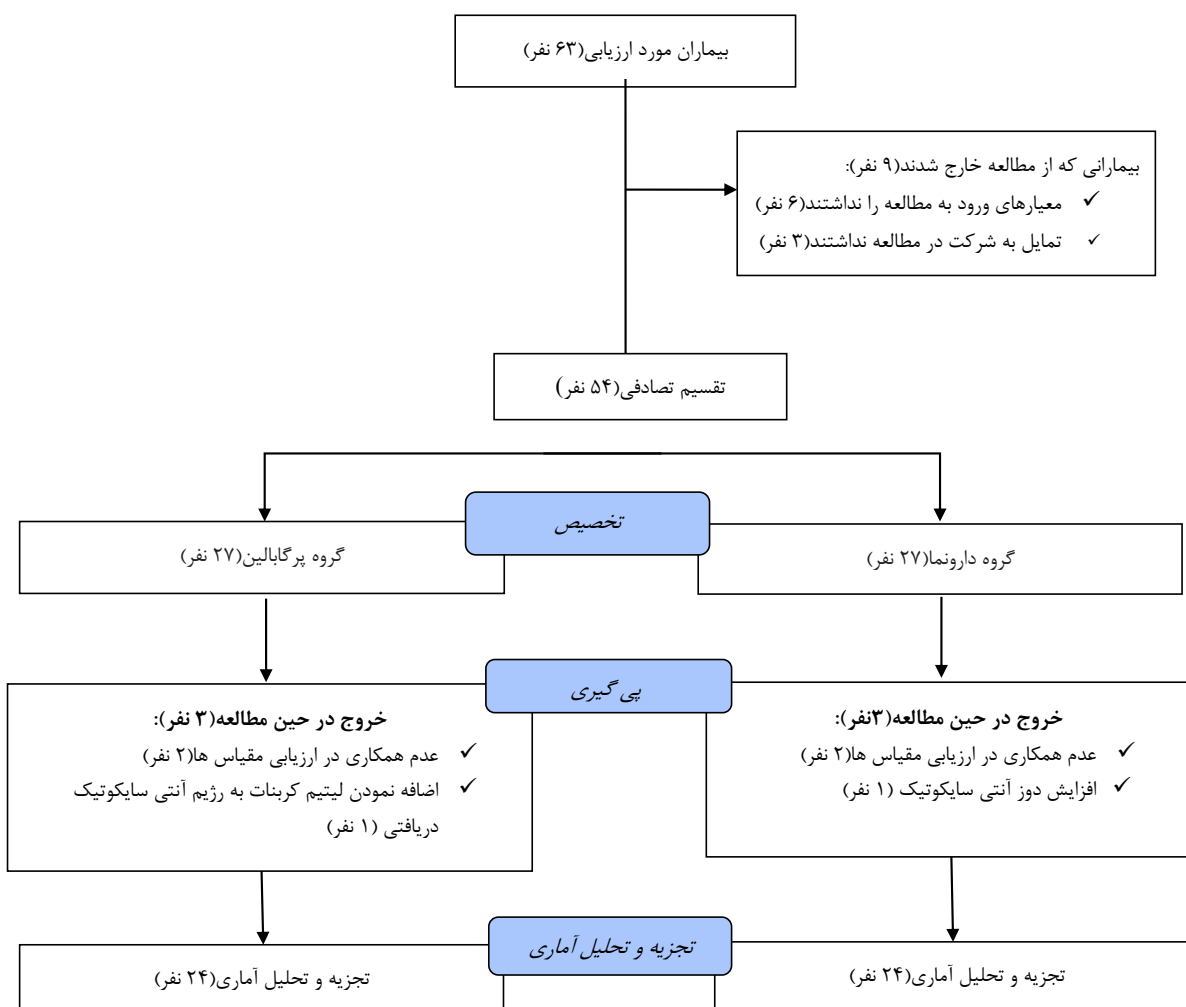 بیماران مورد ارزیابی(۶۳ نفر)
بیمارانی که از مطالعه خارج شدند(۹ نفر):
✓ معیارهای ورود به مطالعه را نداشتند(۶ نفر)
✓ تمایل به شرکت در مطالعه نداشتند(۳ نفر)
تقسیم تصادفی(۵۴ نفر)
تخصیص
گروه دارونما(۲۷ نفر)
گروه پرگابالین(۲۷ نفر)
پی گیری
خروج در حین مطالعه(۳نفر):
✓ عدم همکاری در ارزیابی مقیاس ها(۲ نفر)
✓ افزایش دوز آنتی سایکوتیک (۱ نفر)
خروج در حین مطالعه(۳ نفر):
✓ عدم همکاری در ارزیابی مقیاس ها(۲ نفر)
✓ اضافه نمودن لیتیم کربنات به رژیم آنتی سایکوتیک
دریافتی (۱ نفر)
تجزیه و تحلیل آماری
تجزیه و تحلیل آماری(۲۴ نفر)
تجزیه و تحلیل آماری(۲۴ نفر)